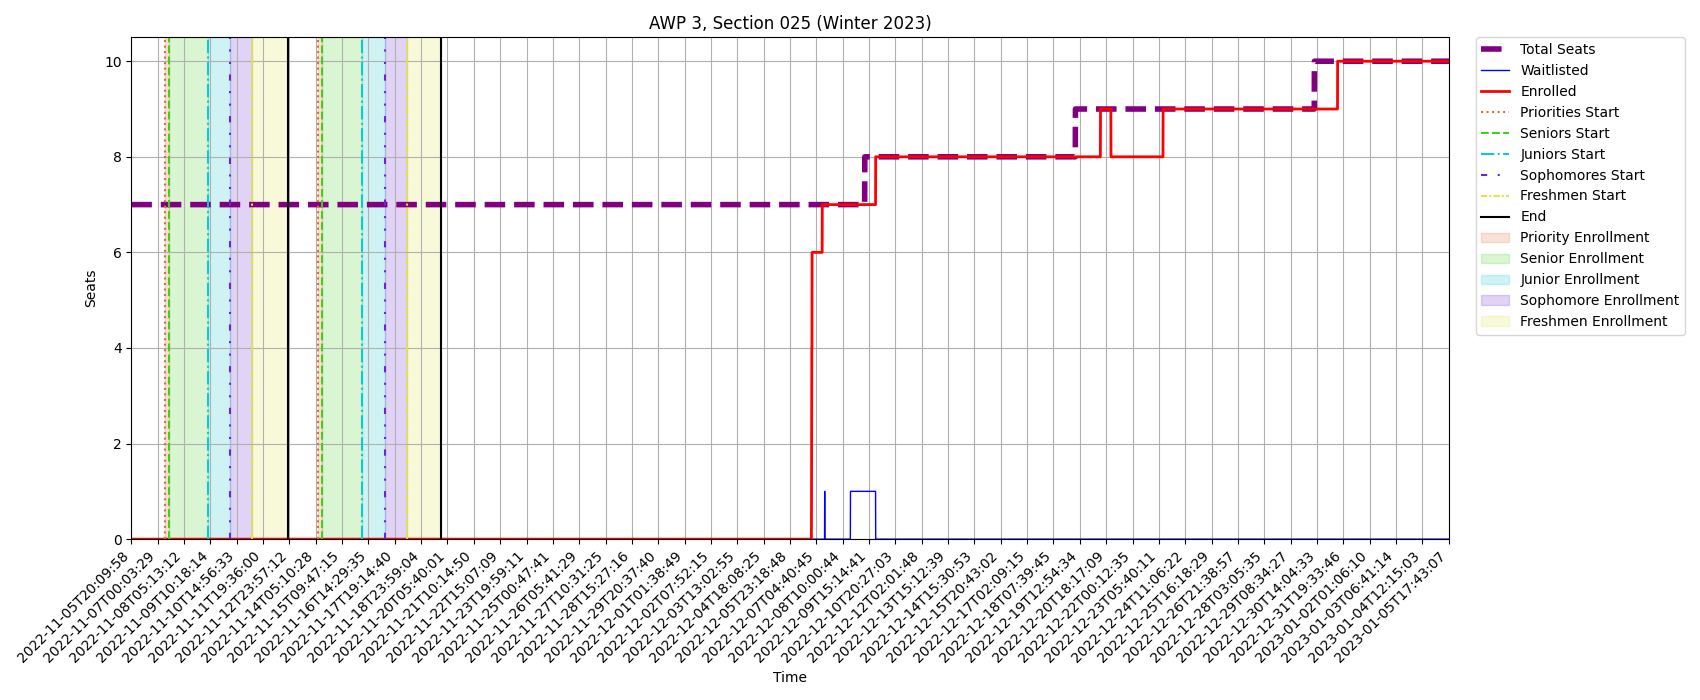 AWP 3, Section 025 (Winter 2023)
10
8
6
4
2
0
Seats
2022-11-05T20:09:58
2022-11-07T00:03:29
2022-11-08T05:13:12
2022-11-09T10:18:14
2022-11-10T14:56:33
2022-11-11T19:36:00
2022-11-12T23:57:12
2022-11-14T05:10:28
2022-11-15T09:47:15
2022-11-16T14:29:35
2022-11-17T19:14:40
2022-11-18T23:59:04
2022-11-20T05:40:01
2022-11-21T10:14:50
2022-11-22T15:07:09
2022-11-23T19:59:11
2022-11-25T00:47:41
2022-11-26T05:41:29
2022-11-27T10:31:25
2022-11-28T15:27:16
2022-11-29T20:37:40
2022-12-01T01:38:49
2022-12-02T07:52:15
2022-12-03T13:02:55
2022-12-04T18:08:25
2022-12-05T23:18:48
2022-12-07T04:40:45
2022-12-08T10:00:44
2022-12-09T15:14:41
2022-12-10T20:27:03
2022-12-12T02:01:48
2022-12-13T15:12:39
2022-12-14T15:30:53
2022-12-15T20:43:02
2022-12-17T02:09:15
2022-12-18T07:39:45
2022-12-19T12:54:34
2022-12-20T18:17:09
2022-12-22T00:12:35
2022-12-23T05:40:11
2022-12-24T11:06:22
2022-12-25T16:18:29
2022-12-26T21:38:57
2022-12-28T03:05:35
2022-12-29T08:34:27
2022-12-30T14:04:33
2022-12-31T19:33:46
2023-01-02T01:06:10
2023-01-03T06:41:14
2023-01-04T12:15:03
2023-01-05T17:43:07
Time
Total Seats
Waitlisted
Enrolled
Priorities Start
Seniors Start
Juniors Start
Sophomores Start
Freshmen Start
End
Priority Enrollment
Senior Enrollment
Junior Enrollment
Sophomore Enrollment
Freshmen Enrollment